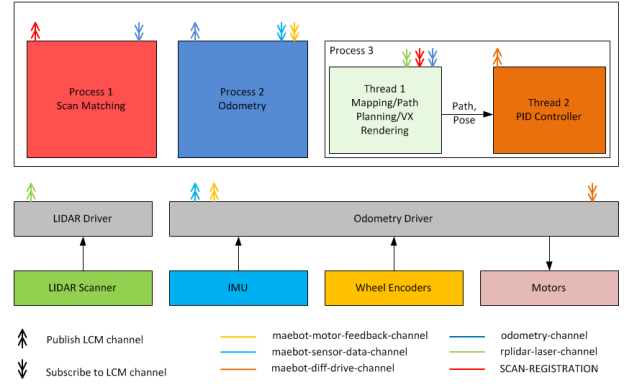 Process 3
Process 1
Scan Matching
Process 2
Odometry
Thread 1
Mapping/Path
Planning/VX
Rendering
Path,
Pose
Thread 2
PID Controller
LIDAR Driver
Odometry Driver
LIDAR Scanner
IMU
Wheel Encoders
Motors
Publish LCM channel
Subscribe to LCM channel
maebot-motor-feedback-channel
maebot-sensor-data-channel
maebot-diff-drive-channel
odometry-channel
rplidar-laser-channel
SCAN-REGISTRATION